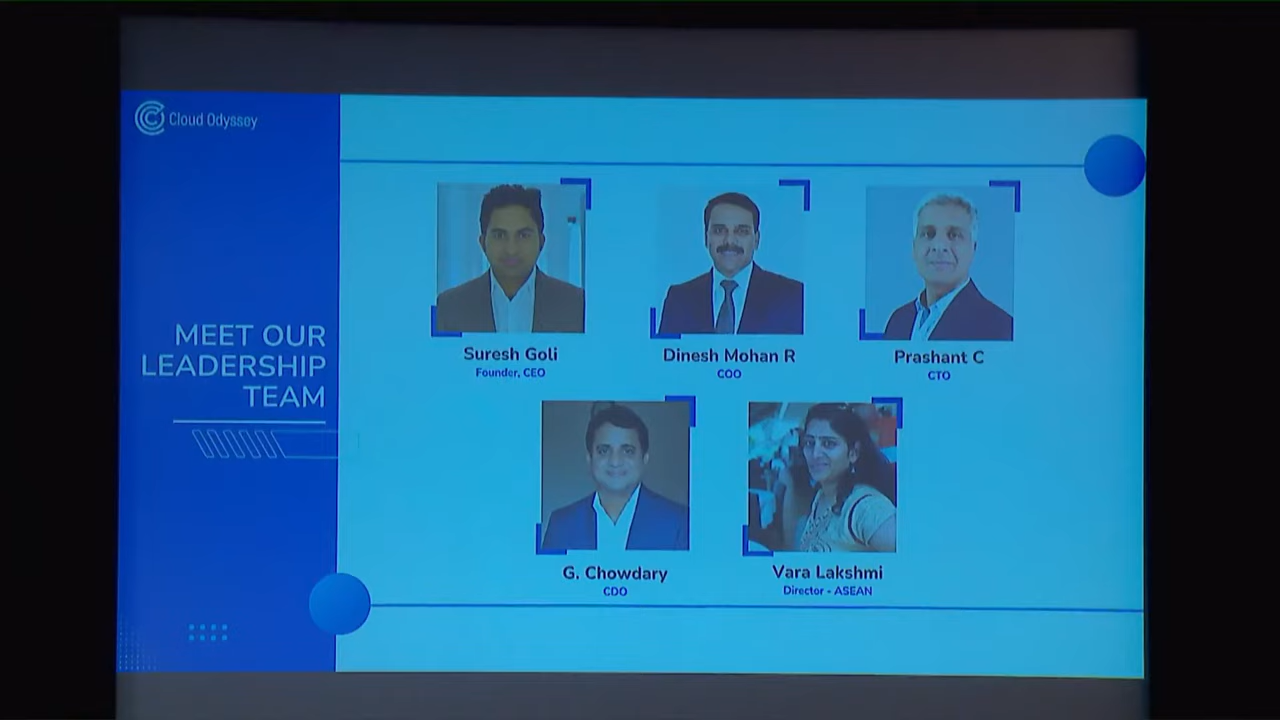 Cloud Odyssey
MEET OUR
LEADERSHIP
TEAM
Suresh Goli
Founder, CEO
Dinesh Mohan R
COO
Prashant C
CTO
G. Chowdary
CDO
Vara Lakshmi
Director - ASEAN